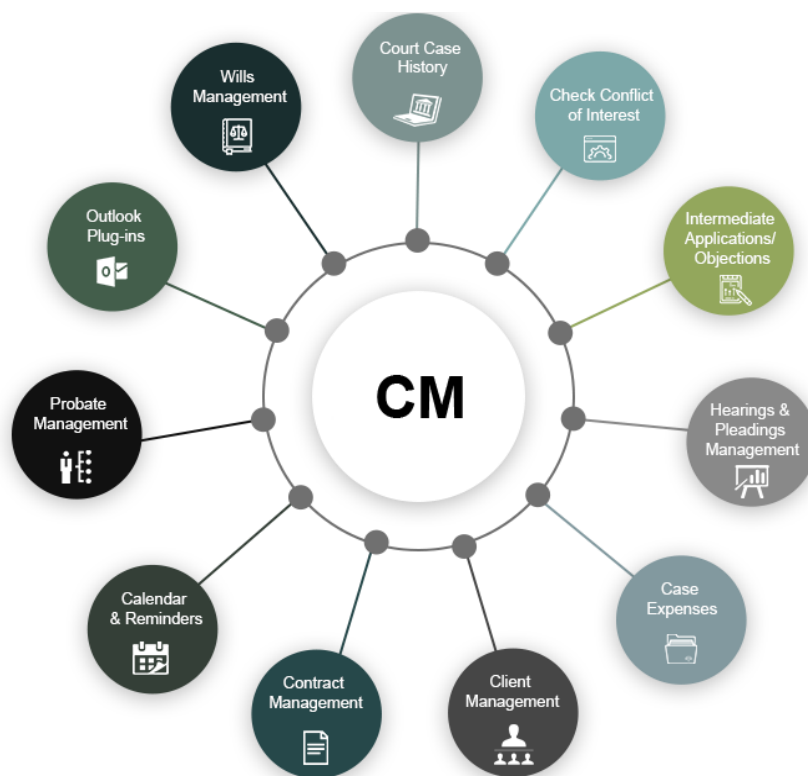 Court Case
History
Check Conflict
of Interest
Intermediate
Applications/
Objections
Hearings &
Pleadings
Management
Case
Expenses
Client
Management
Contract
Management
Calendar
& Reminders
Probate
Management
Outlook
Plug-ins
Wills
Management
CM